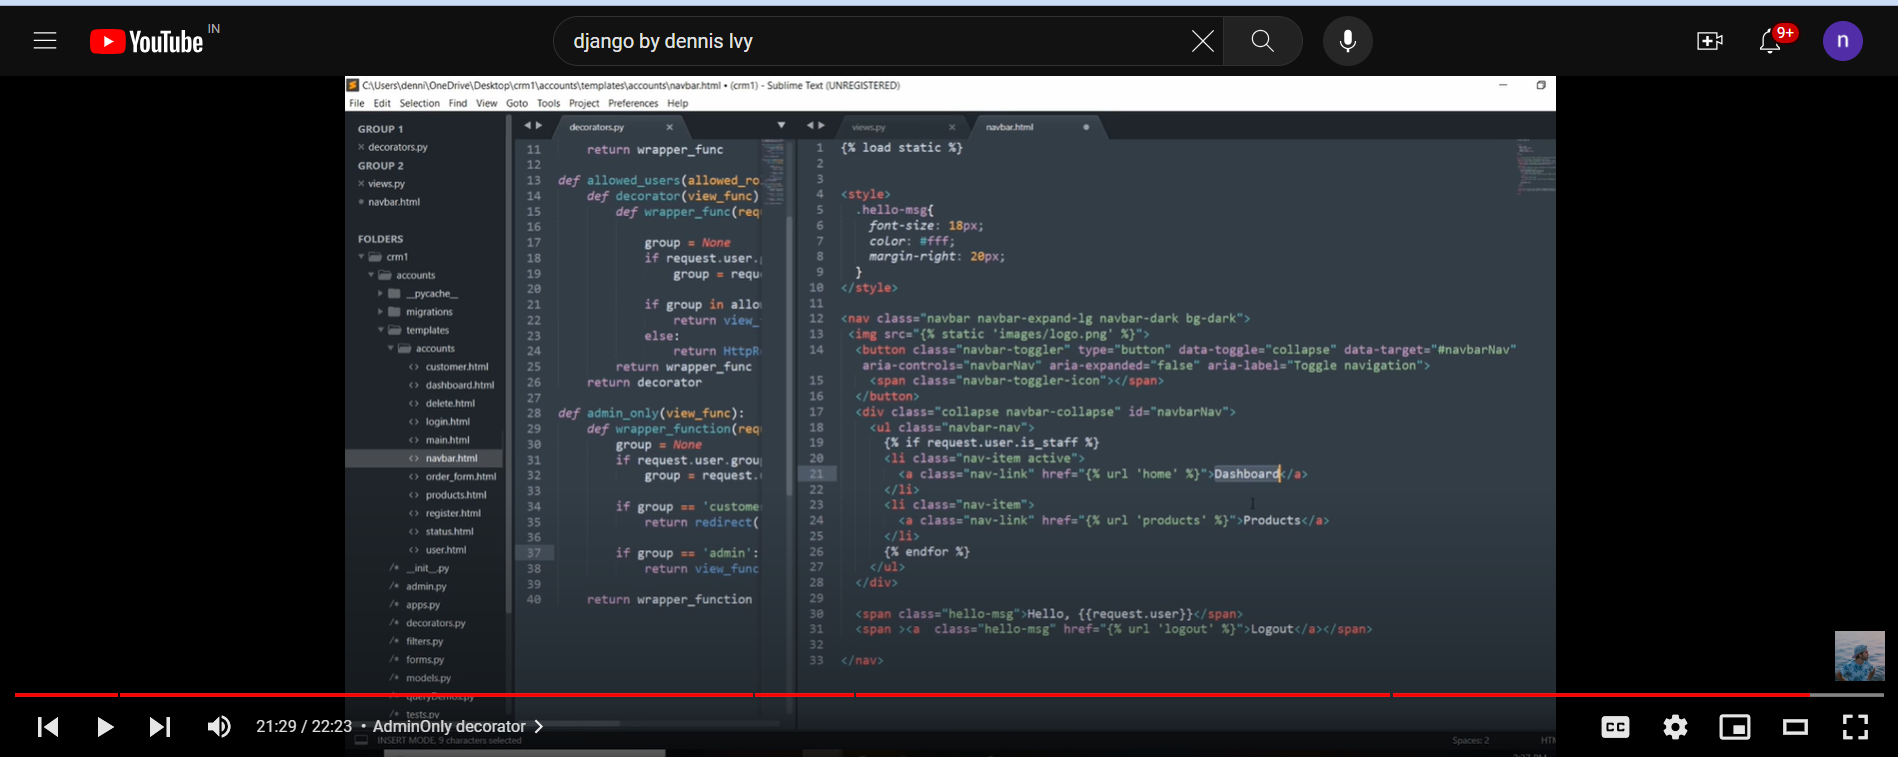 YouTube IN
django by dennis lvy
9+
n
C:\Users\denni\OneDrive\Desktop\crm1\accounts\templates\accounts\navbar.html • (crm1) - Sublime Text (UNREGISTERED)
File Edit Selection Find View Goto Tools Project Preferences Help
GROUP 1
decorators.py
GROUP 2
views.py
navbar.html
FOLDERS
crm1
accounts
__pycache__
migrations
templates
accounts
customer.html
dashboard.html
delete.html
login.html
main.html
navbar.html
order_form.html
products.html
register.html
status.html
user.html
__init__.py
admin.py
apps.py
decorators.py
filters.py
forms.py
models.py
queryDemos.py
tests.py
decorators.py
11 return wrapper_func
12
13 def allowed_users(allowed_ro
14 def decorator(view_func)
15 def wrapper_func(req
16
17 group = None
18 if request.user.
19 group = requ
20
21 if group in allo
22 return view_
23 else:
24 return HttpR
25 return wrapper_func
26 return decorator
27
28 def admin_only(view_func):
29 def wrapper_function(req
30 group = None
31 if request.user.grou
32 group = request.
33
34 if group == 'custome
35 return redirect(
36
37 if group == 'admin':
38 return view_func
39
40 return wrapper_function
views.py navbar.html
1 {% load static %}
2
3
4 <style>
5 .hello-msg{
6 font-size: 18px;
7 color: #fff;
8 margin-right: 20px;
9 }
10 </style>
11
12 <nav class="navbar navbar-expand-lg navbar-dark bg-dark">
13 <img src="{% static 'images/logo.png' %}">
14 <button class="navbar-toggler" type="button" data-toggle="collapse" data-target="#navbarNav"
aria-controls="navbarNav" aria-expanded="false" aria-label="Toggle navigation">
15 <span class="navbar-toggler-icon"></span>
16 </button>
17 <div class="collapse navbar-collapse" id="navbarNav">
18 <ul class="navbar-nav">
19 {% if request.user.is_staff %}
20 <li class="nav-item active">
21 <a class="nav-link" href="{% url 'home' %}">Dashboard</a>
22 </li>
23 <li class="nav-item">
24 <a class="nav-link" href="{% url 'products' %}">Products</a>
25 </li>
26 {% endfor %}
27 </ul>
28 </div>
29
30 <span class="hello-msg">Hello, {{request.user}}</span>
31 <span ><a class="hello-msg" href="{% url 'logout' %}">Logout</a></span>
32
33 </nav>
21:29 / 22:23 • AdminOnly decorator
CC
INSERT MODE, 9 characters selected
Spaces: 2